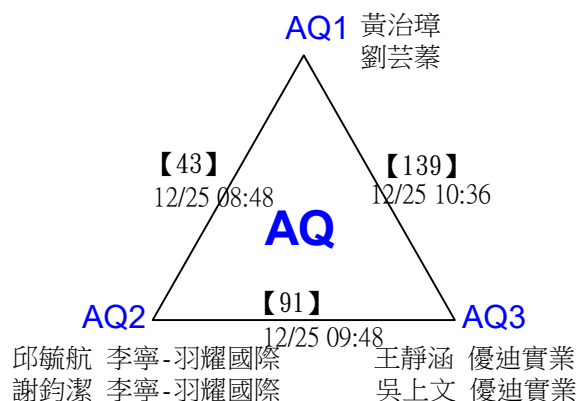 AQ1 黃治璋
劉芸蓁
【43】
12/25 08:48
【139】
12/25 10:36
AQ
【91】
12/25 09:48
AQ2
AQ3
邱毓航 李寧-羽耀國際
王靜涵 優迪實業
謝鈞潔 李寧-羽耀國際
吳上文 優迪實業